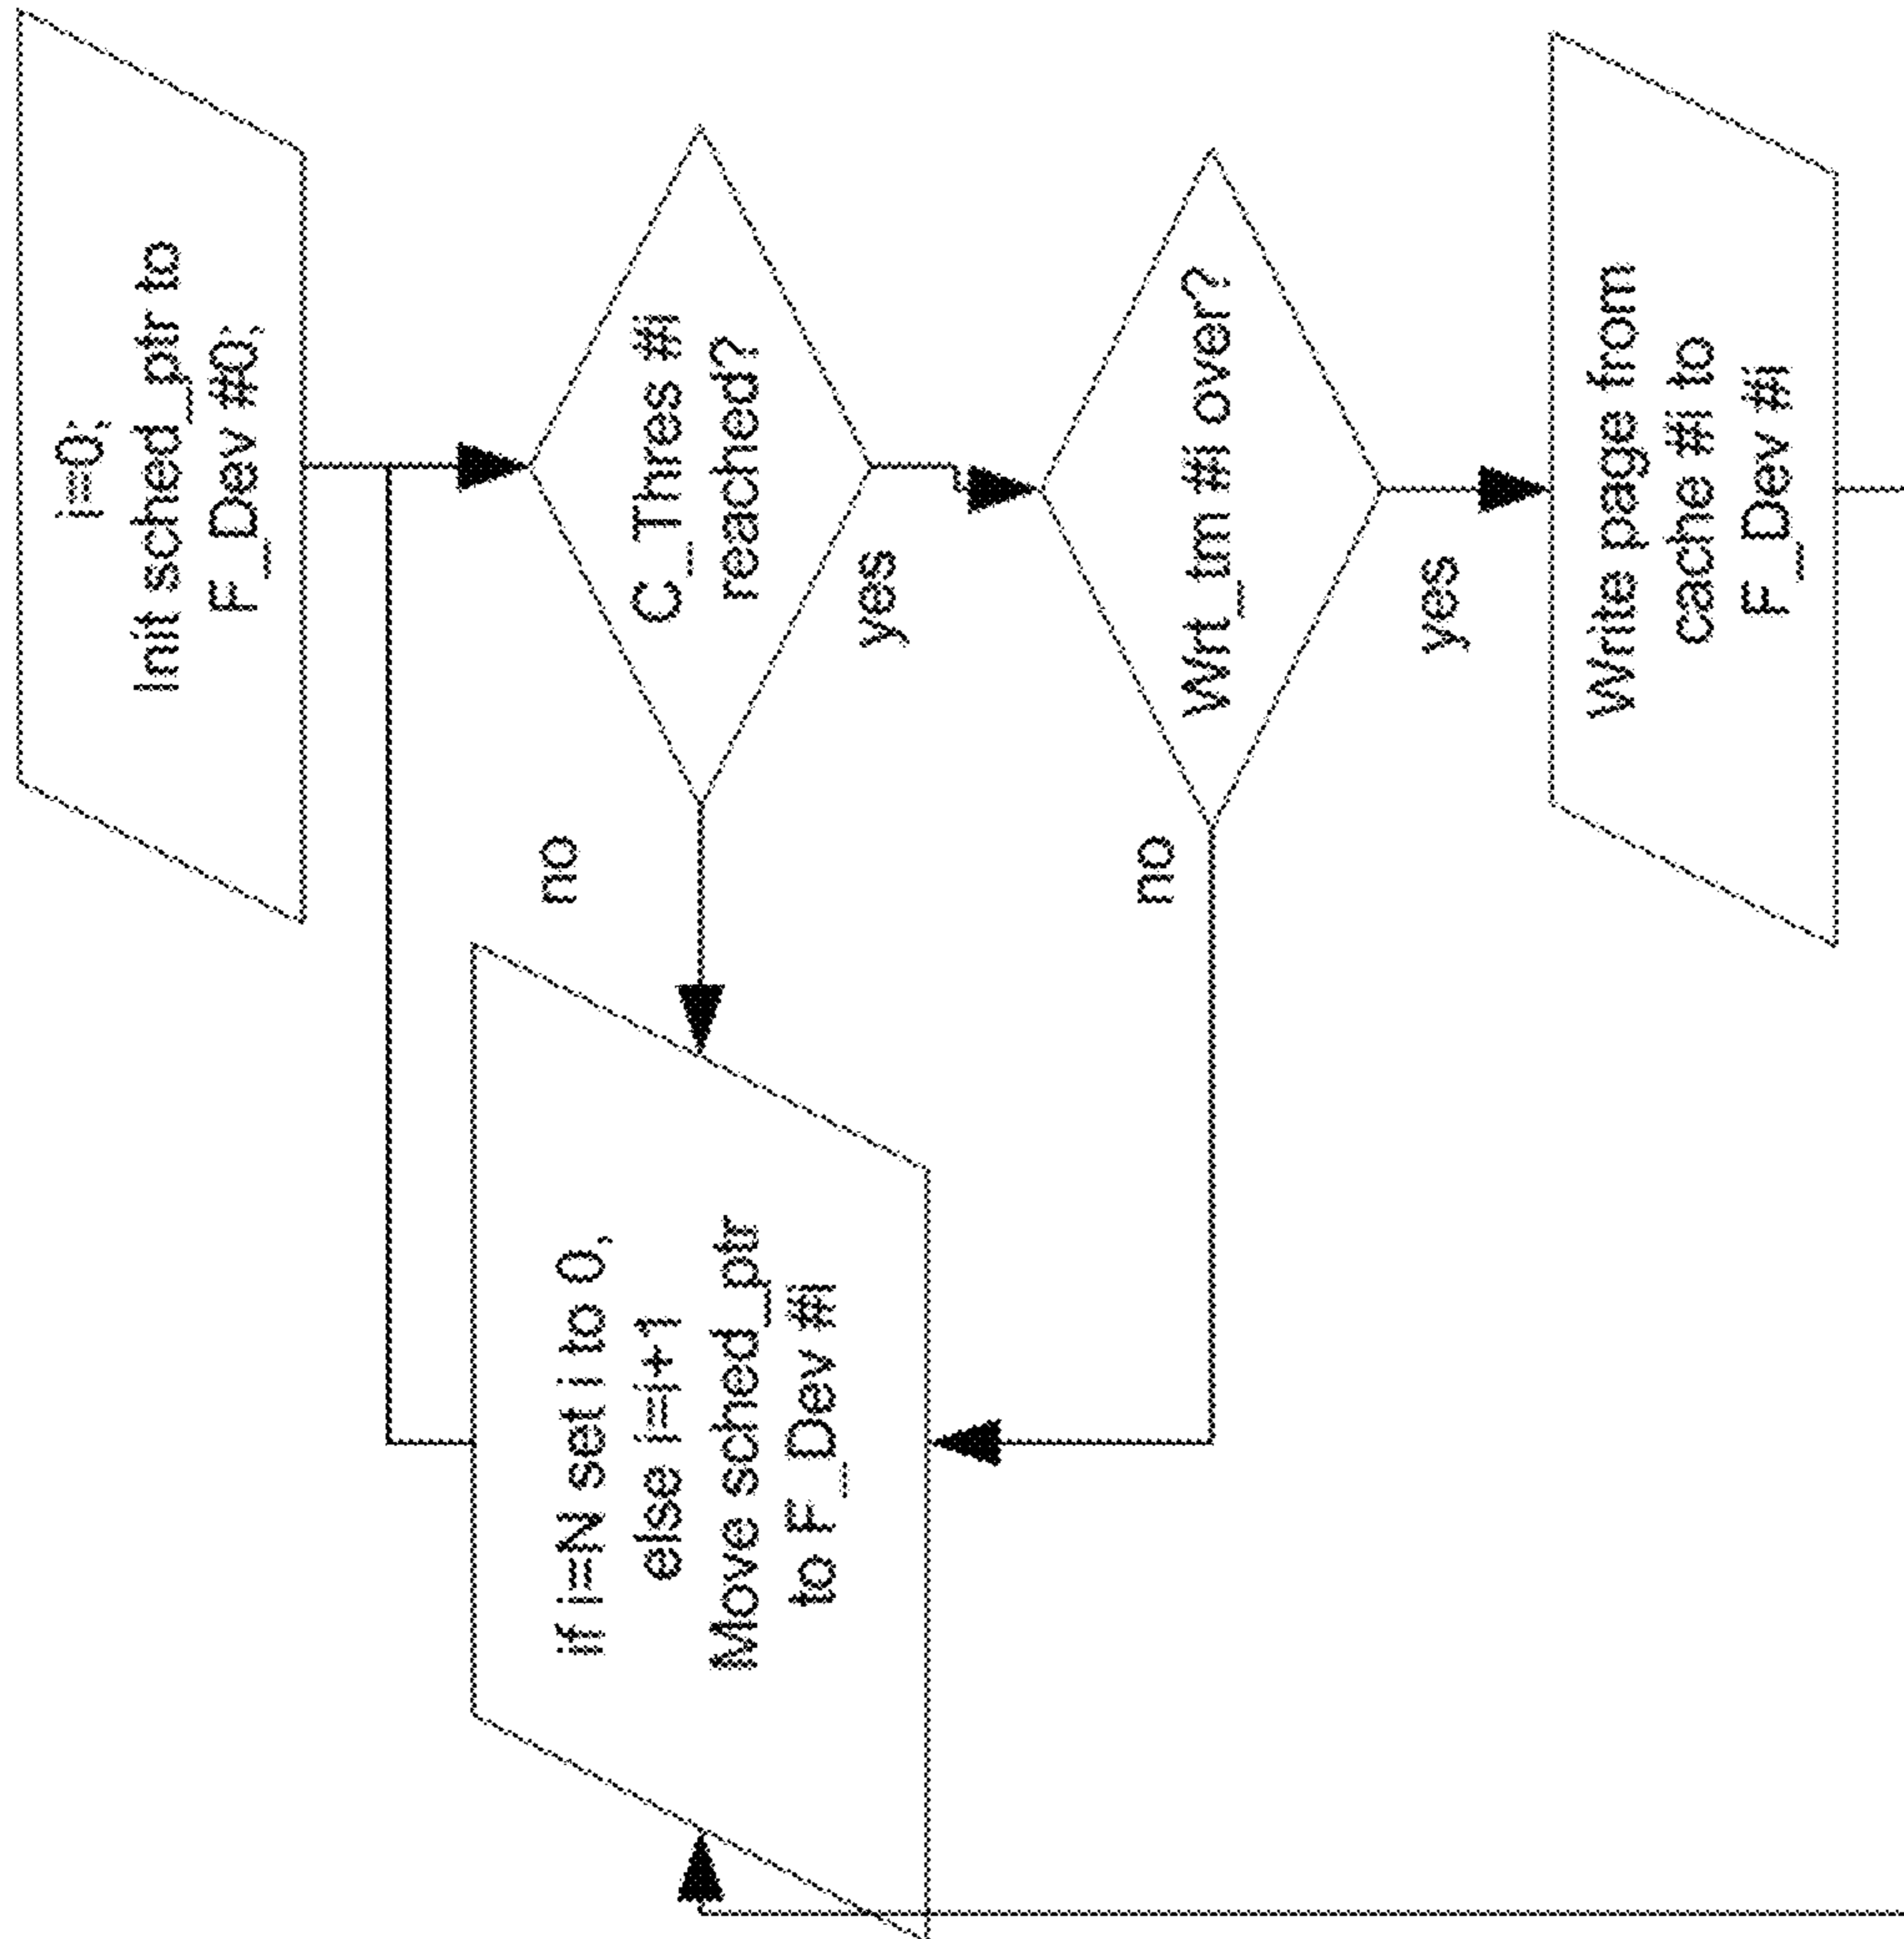 i=0;
Init sched_ptr to
F_Dev #0;
C_Thres #i
reached?
no
yes
Wrt_tm #i over?
no
yes
Write page from
cache #i to
F_Dev #i
if i=N set i to 0,
else i=i+1
Move sched_ptr
to F_Dev #i